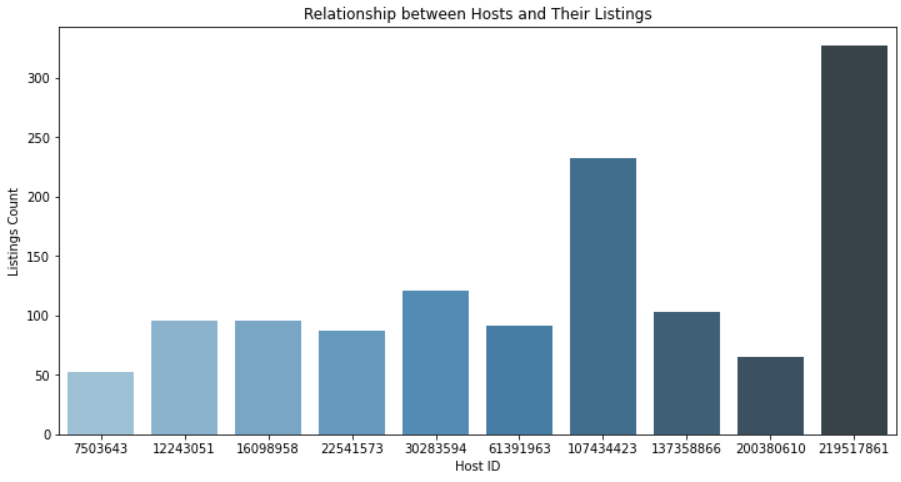 Relationship between Hosts and Their Listings
Listings Count
300
250
200
150
100
50
0
7503643 12243051 16098958 22541573 30283594 61391963 107434423 137358866 200380610 219517861
Host ID